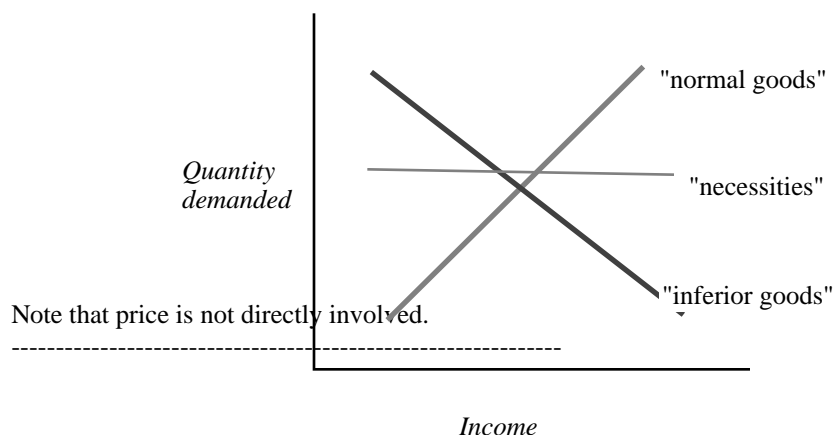 "normal goods"
Quantity
demanded
"necessities"
"inferior goods"
Note that price is not directly involved.
-------------------------------------------------------------
Income